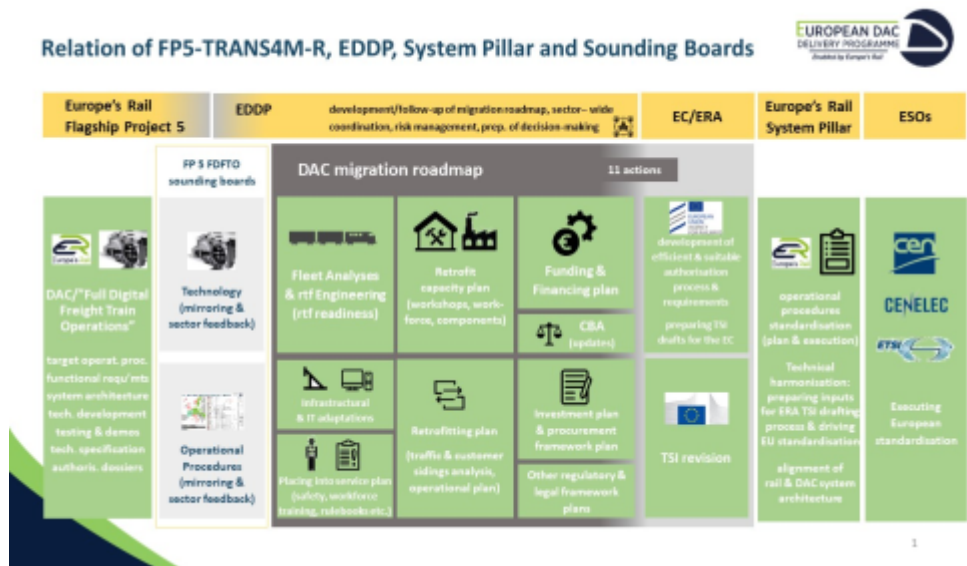 Relation of FP5-TRANS4M-R, EDDP, System Pillar and Sounding Boards
EUROPEAN DAC
DELIVERY PROGRAMME
Enabled by Europe's Rail
Europe's Rail
Flagship Project 5
EDDP
development/follow-up of migration roadmap, sector– wide
coordination, risk management, prep. of decision-making
EC/ERA
Europe's Rail
System Pillar
ESOs
FP 5 FDFTO
sounding boards
DAC migration roadmap
11 actions
DAC/"Full Digital
Freight Train
Operations"
target operat. proc.
functional requ'mts
system architecture
tech. development
testing & demos
tech. specification
authoris. dossiers
Technology
(mirroring &
sector feedback)
Operational
Procedures
(mirroring &
sector feedback)
Fleet Analyses
& rtf Engineering
(rtf readiness)
Retrofit
capacity plan
(workshops, work-
force, components)
Funding &
Financing plan
CBA
(updates)
Infrastructural
& IT adaptations
Placing into service plan
(safety, workforce
training, rulebooks etc.)
Retrofitting plan
(traffic & customer
sidings analysis,
operational plan)
Investment plan
& procurement
framework plan
Other regulatory &
legal framework
plans
development of
efficient & suitable
authorisation
process &
requirements
preparing TSI
drafts for the EC
TSI revision
operational
procedures
standardisation
(plan & execution)
Technical
harmonisation:
preparing inputs
for ERA TSI drafting
process & driving
EU standardisation
alignment of
rail & DAC system
architecture
cen
CENELEC
ETSI
Executing
European
standardisation
1